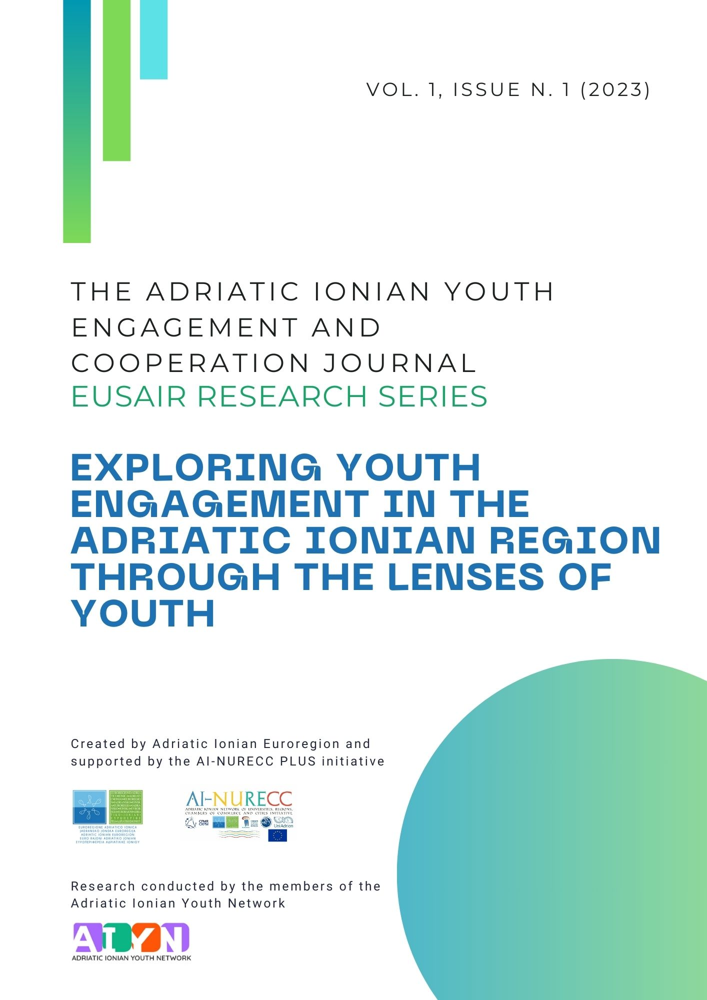 VOL. 1, ISSUE N. 1 (2023)
THE ADRIATIC IONIAN YOUTH
ENGAGEMENT AND
COOPERATION JOURNAL
EUSAIR RESEARCH SERIES
EXPLORING YOUTH
ENGAGEMENT IN THE
ADRIATIC IONIAN REGION
THROUGH THE LENSES OF
YOUTH
Created by Adriatic Ionian Euroregion and
supported by the AI-NURECC PLUS initiative
EUROREGIONE ADRIATICO IONICA
JADRANSKO JONSKA EUROREGIJA
ADRIATIC IONIAN EUROREGION
EURO RAJONI ADRIATIKO JONIAN
ΕΥΡΩΠΕΡΙΦΕΡΕΙΑ ΑΔΡΙΑΤΙΚΗΣ ΙΟΝΙΟΥ
AI-NURECC
ADRIATIC IONIAN NETWORK OF UNIVERSITIES, REGIONS,
CHAMBERS OF COMMERCE AND CITIES INITIATIVE
CPMR
CRPM
FORUM
AIC
UniAdrion
Research conducted by the members of the
Adriatic Ionian Youth Network
AIYN
ADRIATIC IONIAN YOUTH NETWORK